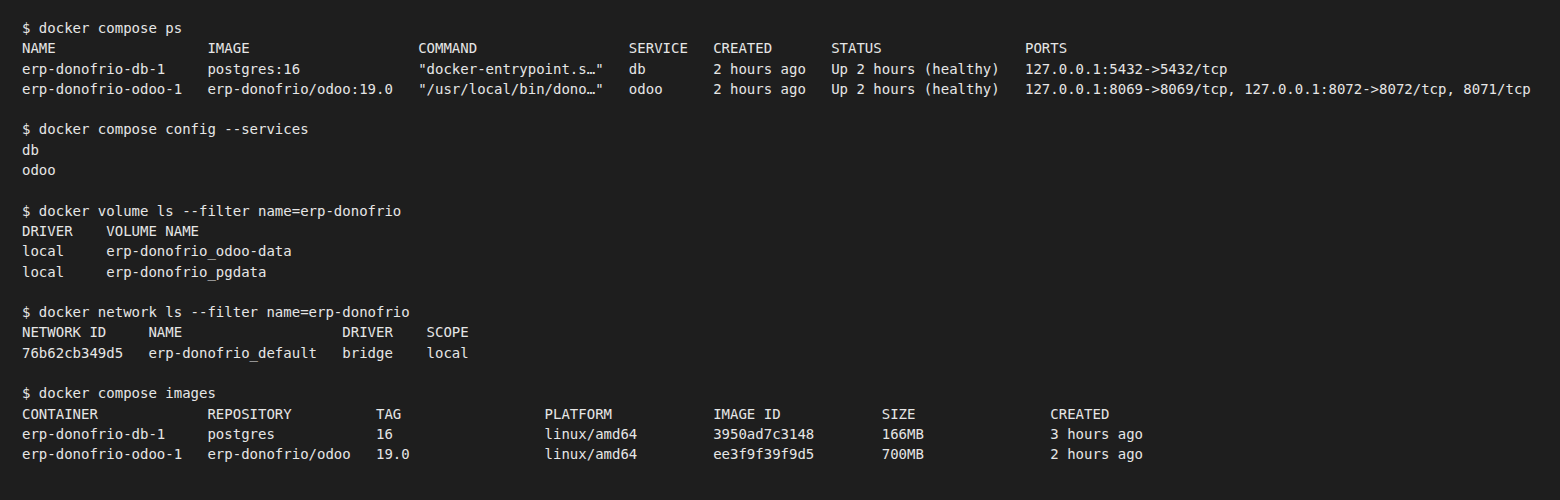 $ docker compose ps
NAME                  IMAGE                    COMMAND                  SERVICE   CREATED       STATUS                 PORTS
erp-donofrio-db-1     postgres:16              "docker-entrypoint.s…"   db        2 hours ago   Up 2 hours (healthy)   127.0.0.1:5432->5432/tcp
erp-donofrio-odoo-1   erp-donofrio/odoo:19.0   "/usr/local/bin/dono…"   odoo      2 hours ago   Up 2 hours (healthy)   127.0.0.1:8069->8069/tcp, 127.0.0.1:8072->8072/tcp, 8071/tcp

$ docker compose config --services
db
odoo

$ docker volume ls --filter name=erp-donofrio
DRIVER    VOLUME NAME
local     erp-donofrio_odoo-data
local     erp-donofrio_pgdata

$ docker network ls --filter name=erp-donofrio
NETWORK ID     NAME                   DRIVER    SCOPE
76b62cb349d5   erp-donofrio_default   bridge    local

$ docker compose images
CONTAINER             REPOSITORY          TAG                 PLATFORM            IMAGE ID            SIZE                CREATED
erp-donofrio-db-1     postgres            16                  linux/amd64         3950ad7c3148        166MB               3 hours ago
erp-donofrio-odoo-1   erp-donofrio/odoo   19.0                linux/amd64         ee3f9f39f9d5        700MB               2 hours ago